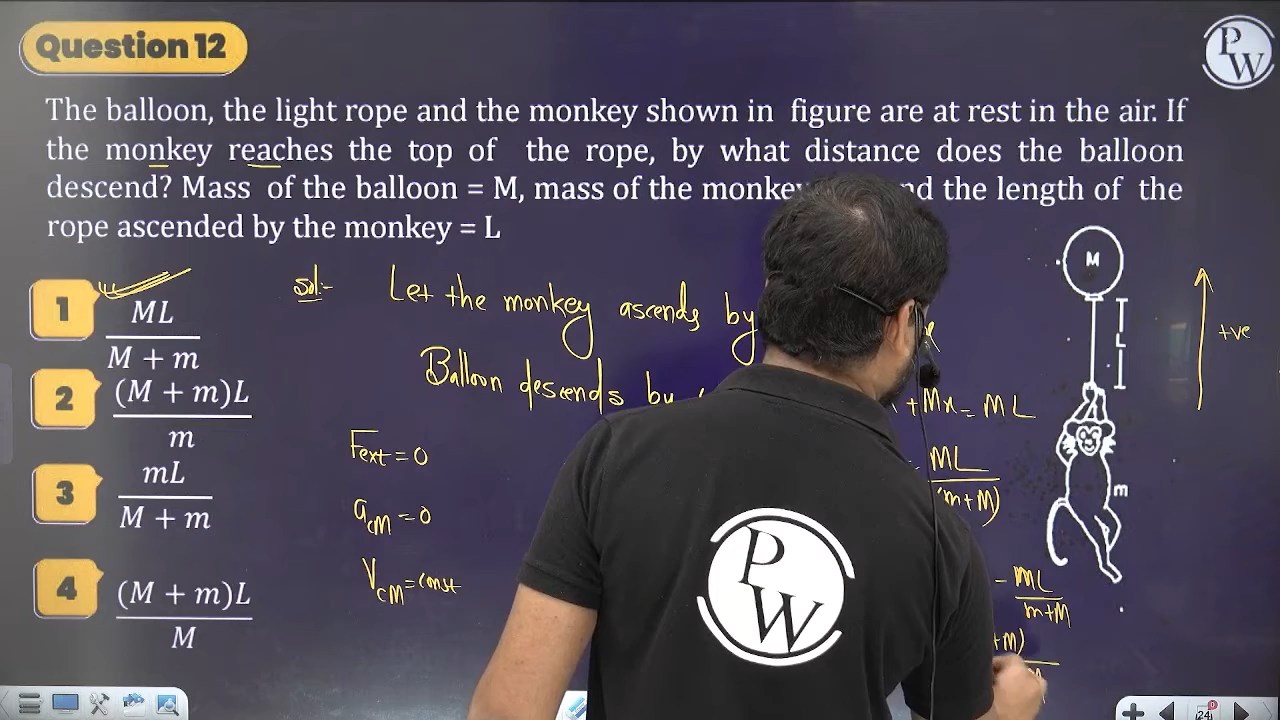 Question 12
P
W
The balloon, the light rope and the monkey shown in figure are at rest in the air. If
the monkey reaches the top of the rope, by what distance does the balloon
descend? Mass of the balloon = M, mass of the monkey nd the length of the
rope ascended by the monkey = L
1 ML / M + m
2 (M + m)L / m
3 mL / M + m
4 (M + m)L / M
Sol:-
Let the monkey ascends by x
Balloon descends by
+Mx = ML
ML / (m+M)
Fext = 0
aCM = 0
VCM = const
- ML / m+M
+M)
M
L
m
+ve
P
W
24